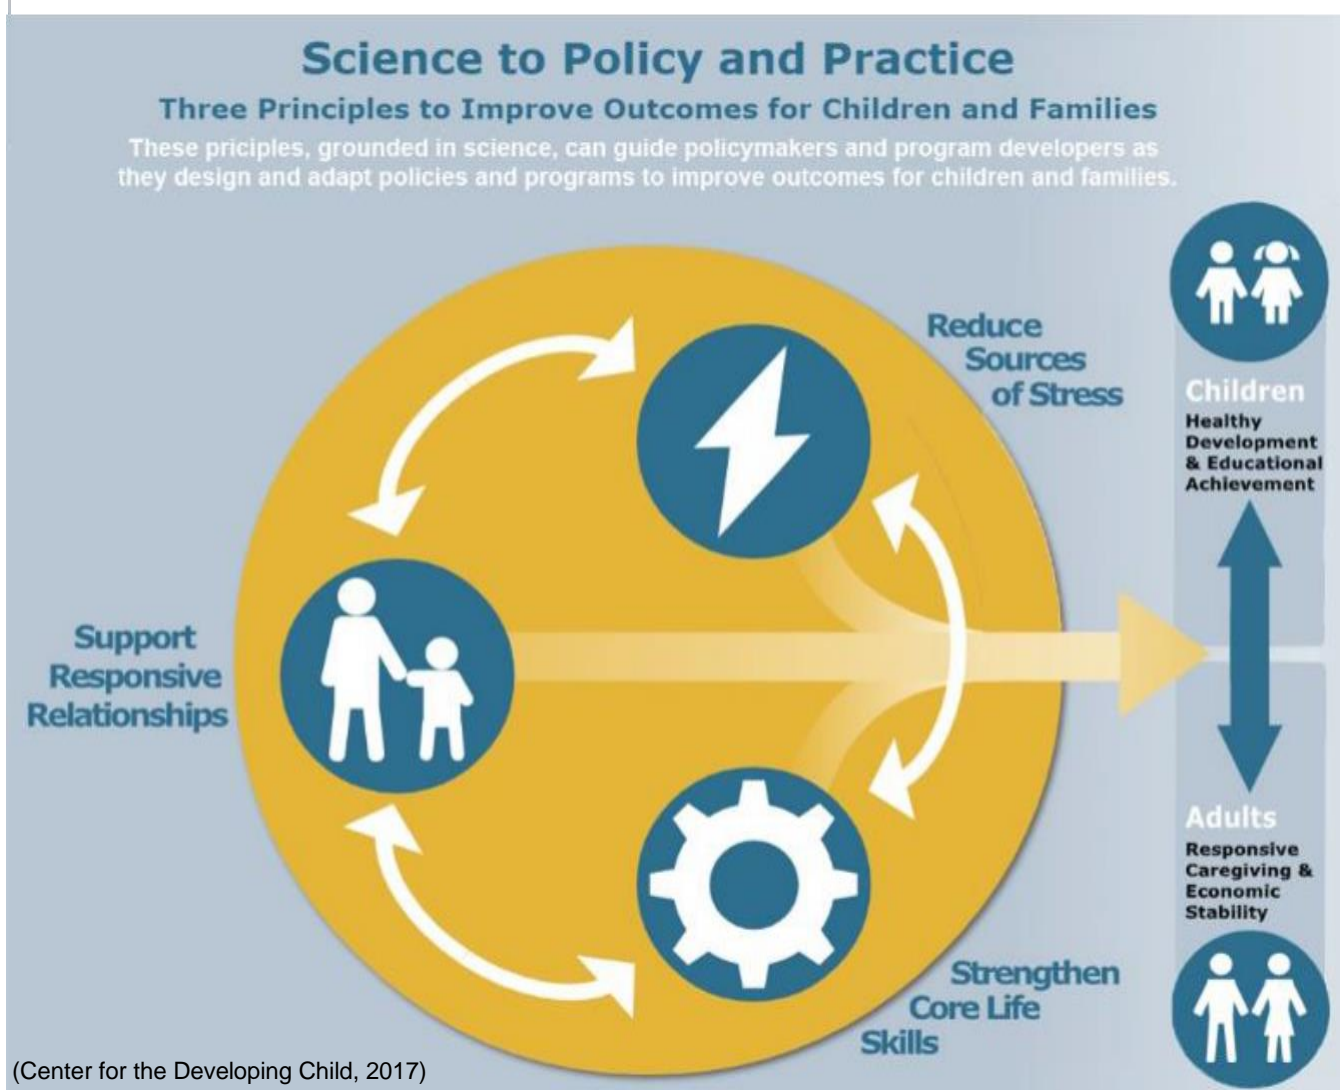 Science to Policy and Practice
Three Principles to Improve Outcomes for Children and Families
These priciples, grounded in science, can guide policymakers and program developers as
they design and adapt policies and programs to improve outcomes for children and families.
Reduce
Sources
of Stress
Children
Healthy
Development
& Educational
Achievement
Support
Responsive
Relationships
Adults
Responsive
Caregiving &
Economic
Stability
Strengthen
Core Life
Skills
(Center for the Developing Child, 2017)